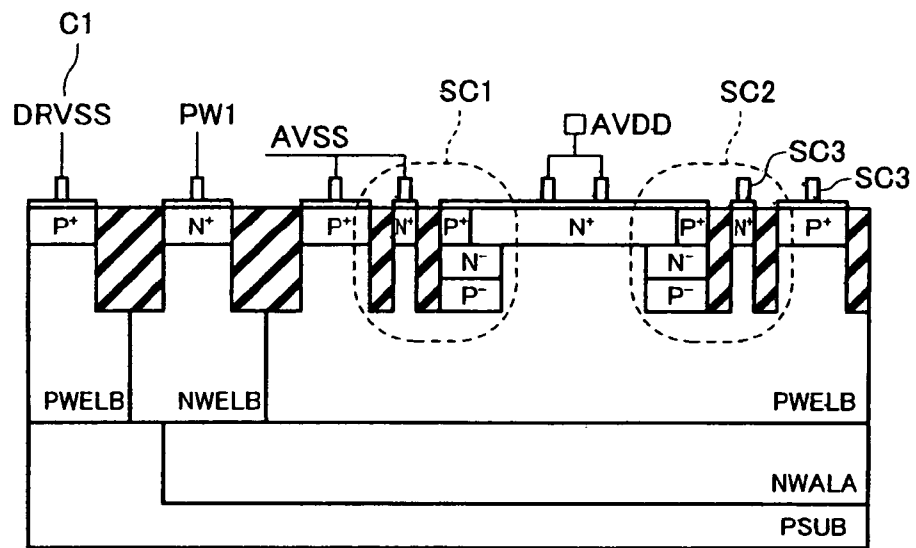 C1
SC1
SC2
DRVSS
PW1
AVSS
AVDD
SC3
SC3
P+
N+
P+
N+
P+
N+
P+
N+
P+
N-
N-
P-
P-
PWELB
NWELB
PWELB
NWALA
PSUB